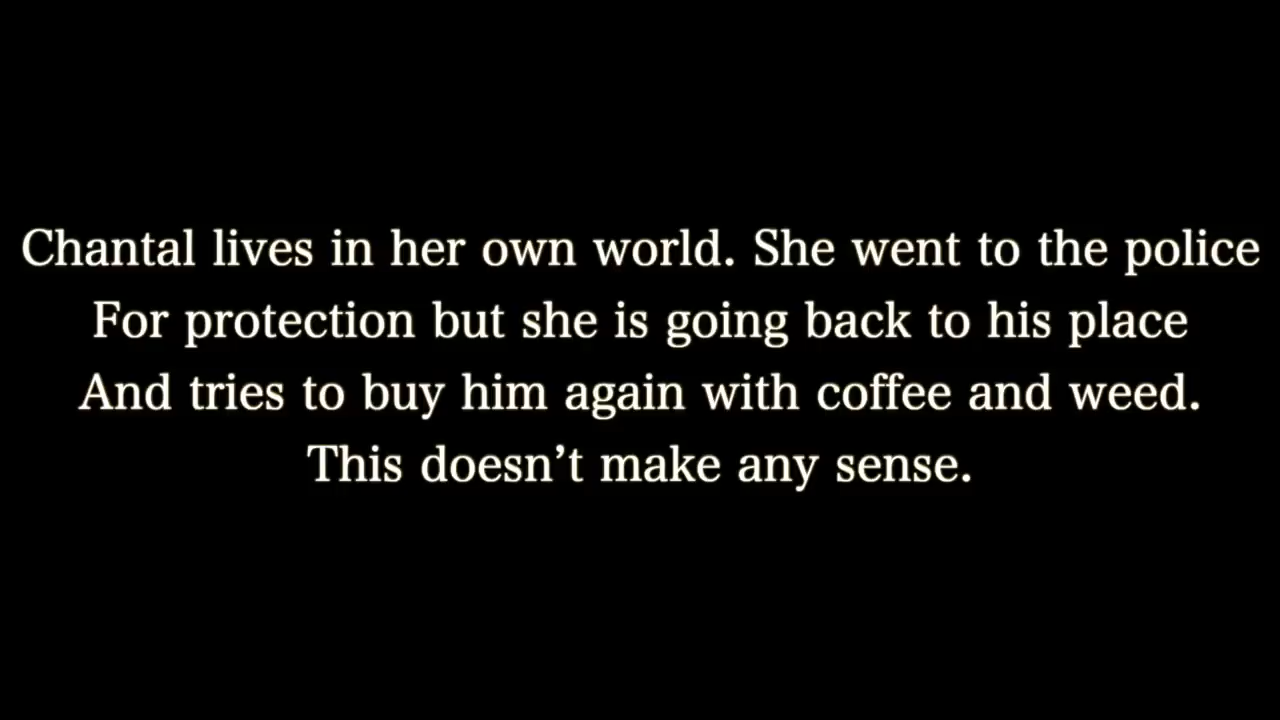 Chantal lives in her own world. She went to the police
For protection but she is going back to his place
And tries to buy him again with coffee and weed.
This doesn’t make any sense.